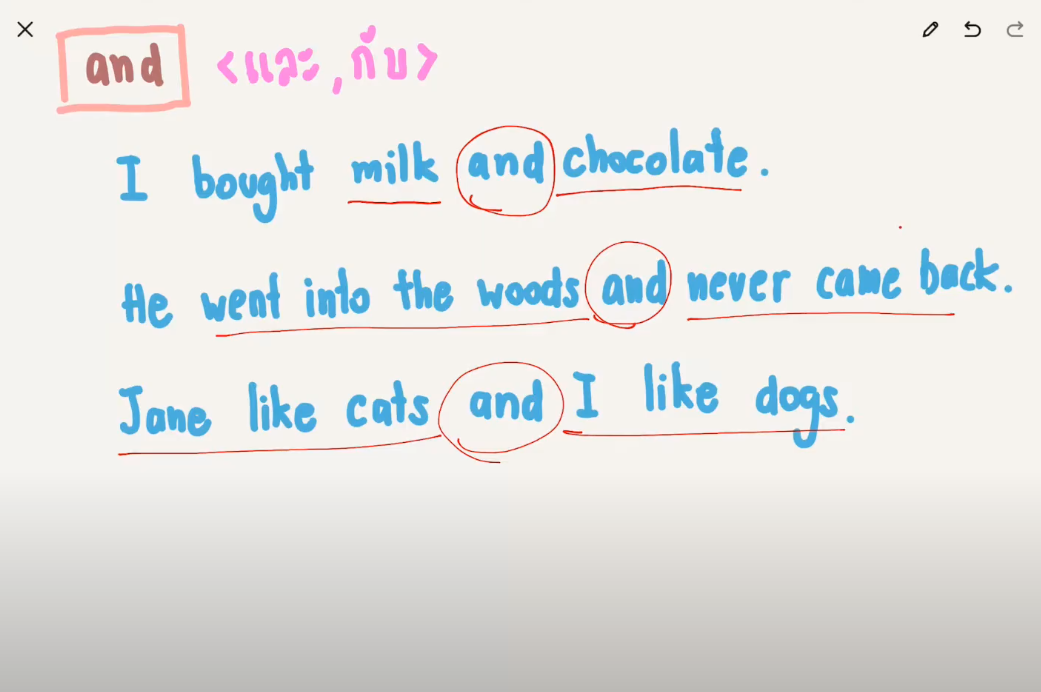 and <และ, กับ>
I bought milk and chocolate.
He went into the woods and never came back.
Jane like cats and I like dogs.